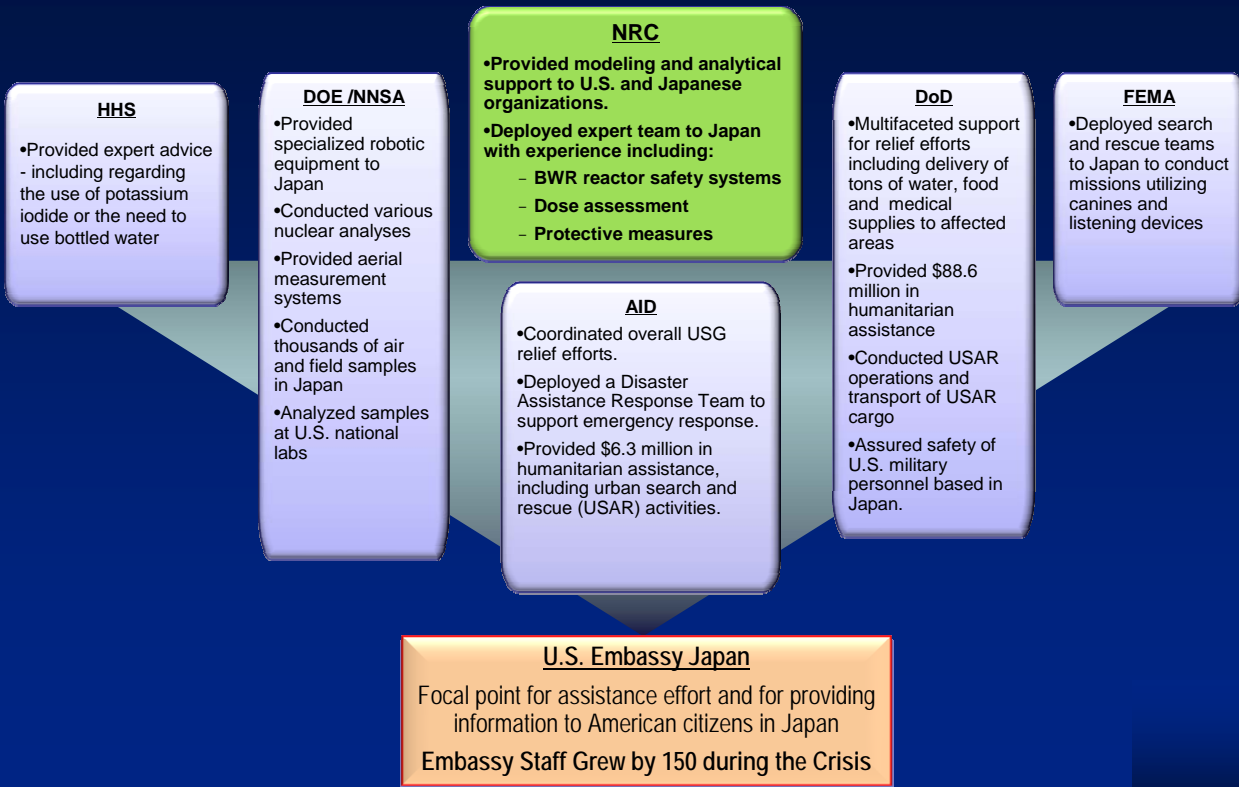 NRC
•Provided modeling and analytical
support to U.S. and Japanese
organizations.
•Deployed expert team to Japan
with experience including:
– BWR reactor safety systems
– Dose assessment
– Protective measures
HHS
•Provided expert advice
- including regarding
the use of potassium
iodide or the need to
use bottled water
DOE /NNSA
•Provided
specialized robotic
equipment to
Japan
•Conducted various
nuclear analyses
•Provided aerial
measurement
systems
•Conducted
thousands of air
and field samples
in Japan
•Analyzed samples
at U.S. national
labs
AID
•Coordinated overall USG
relief efforts.
•Deployed a Disaster
Assistance Response Team to
support emergency response.
•Provided $6.3 million in
humanitarian assistance,
including urban search and
rescue (USAR) activities.
DoD
•Multifaceted support
for relief efforts
including delivery of
tons of water, food
and medical
supplies to affected
areas
•Provided $88.6
million in
humanitarian
assistance
•Conducted USAR
operations and
transport of USAR
cargo
•Assured safety of
U.S. military
personnel based in
Japan.
FEMA
•Deployed search
and rescue teams
to Japan to conduct
missions utilizing
canines and
listening devices
U.S. Embassy Japan
Focal point for assistance effort and for providing
information to American citizens in Japan
Embassy Staff Grew by 150 during the Crisis